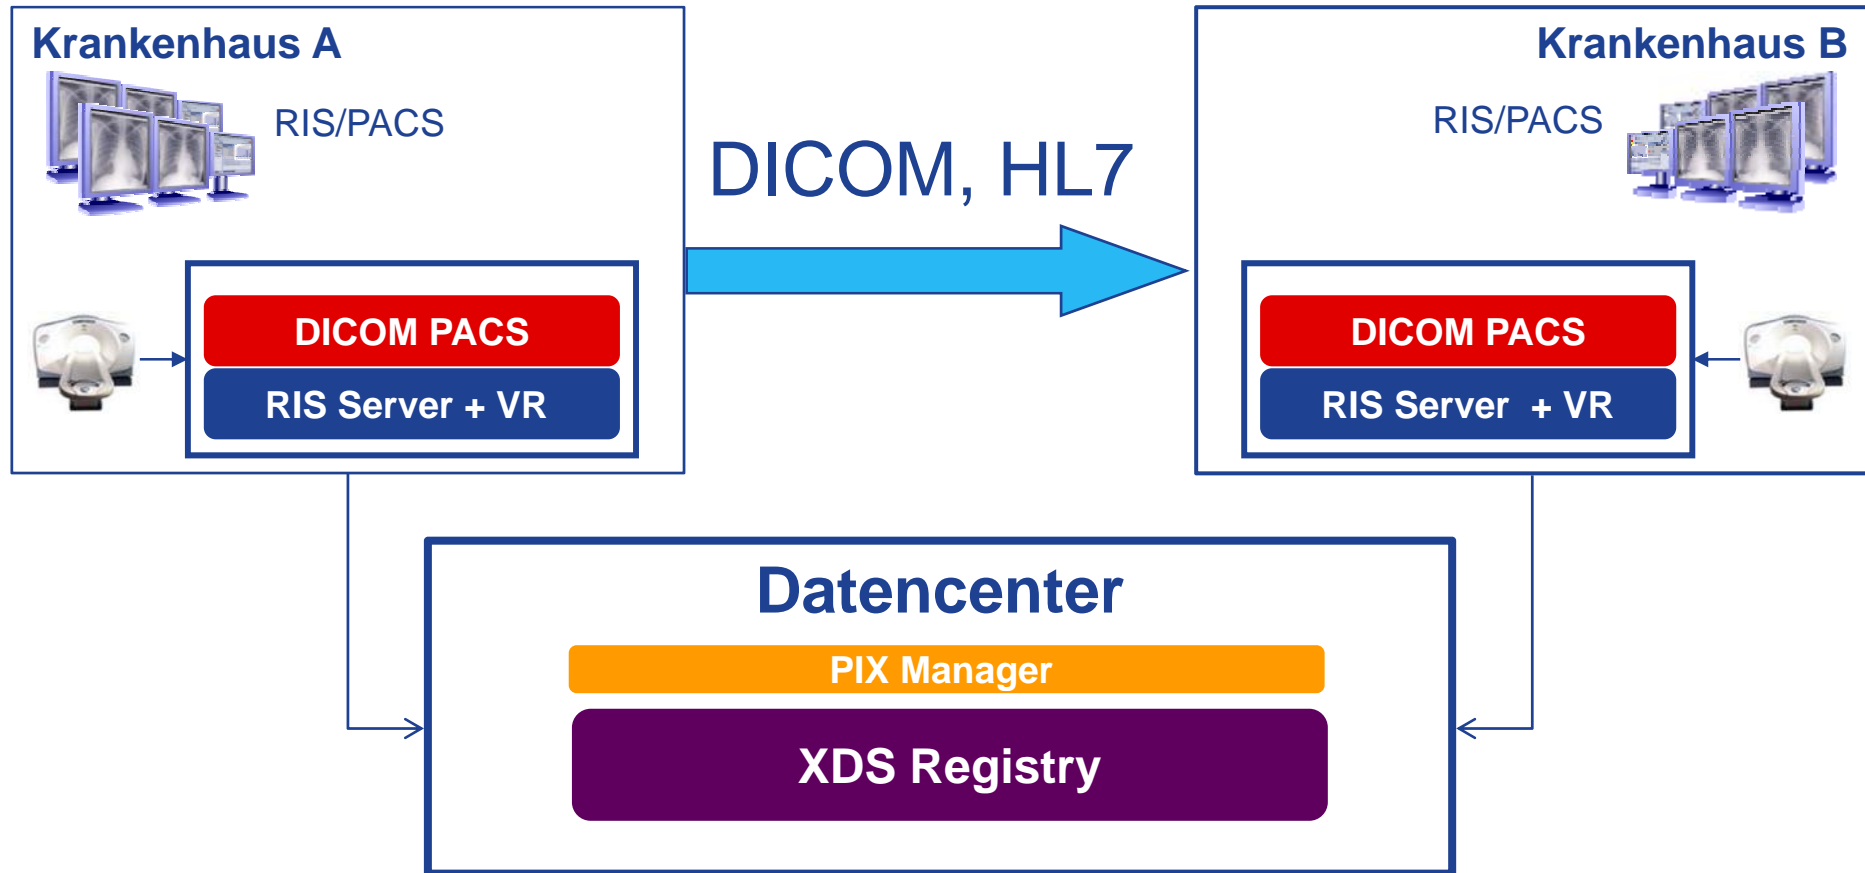 Krankenhaus A
RIS/PACS
DICOM PACS
RIS Server + VR
DICOM, HL7
Krankenhaus B
RIS/PACS
DICOM PACS
RIS Server + VR
Datencenter
PIX Manager
XDS Registry